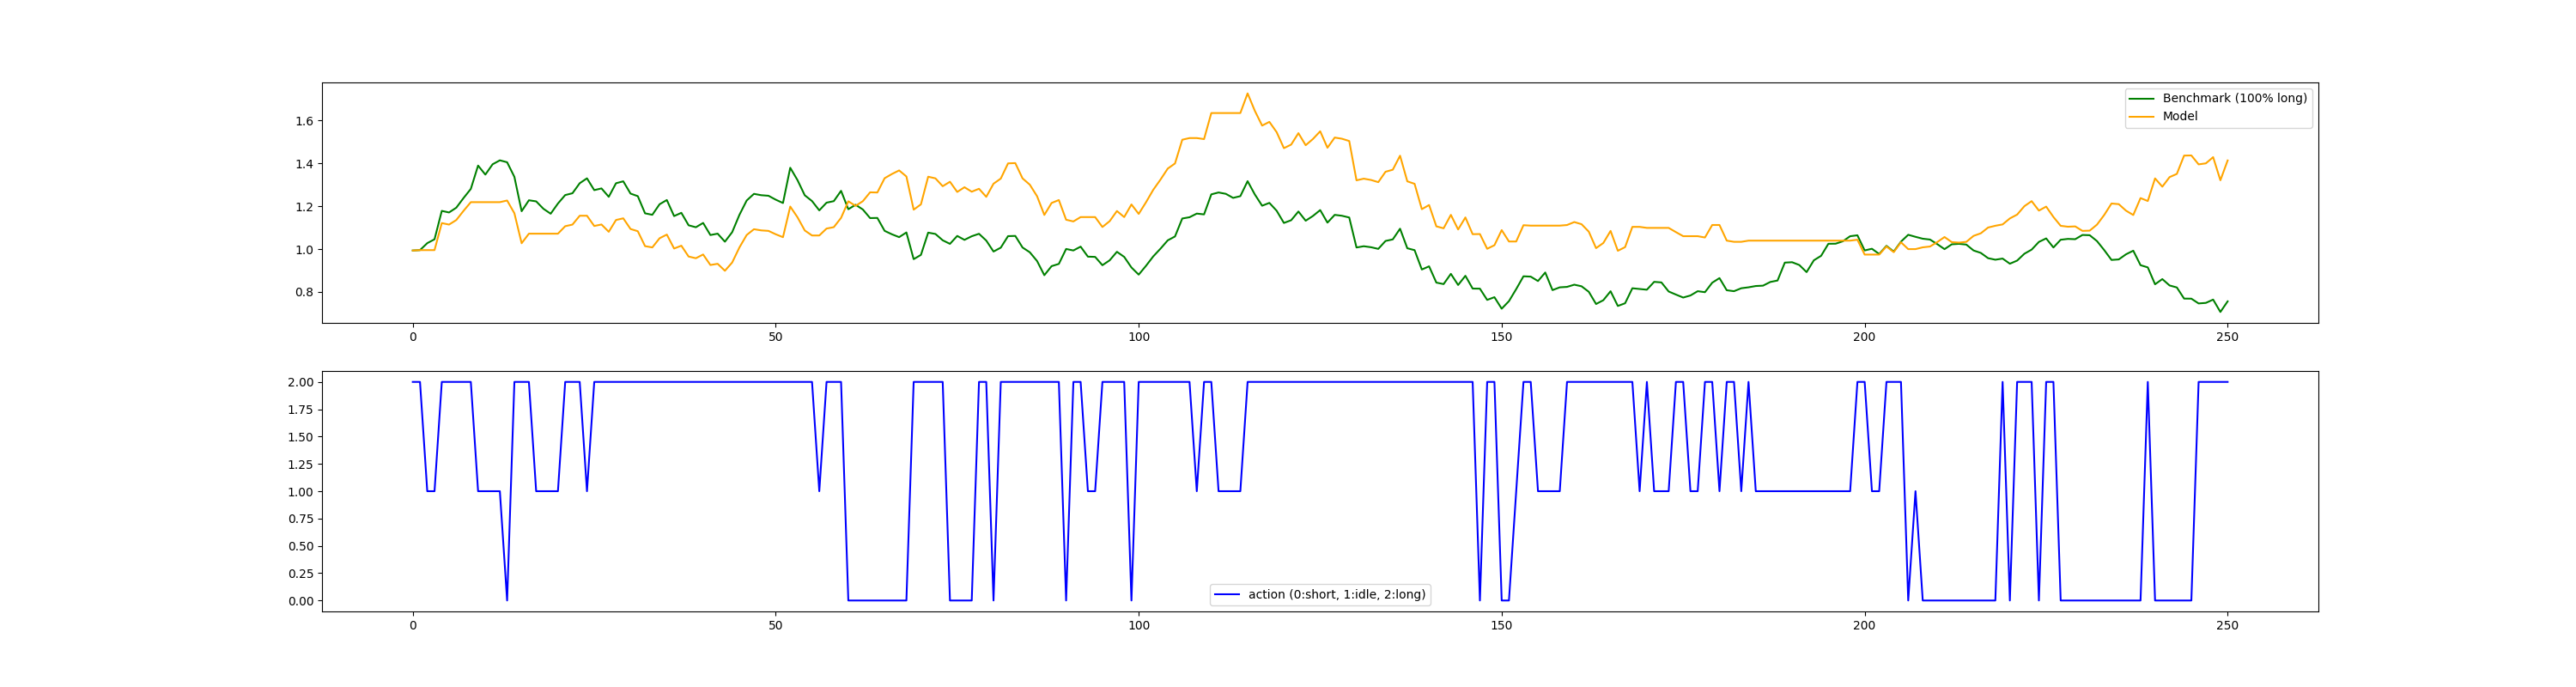 1.6
1.4
1.2
1.0
0.8
Benchmark (100% long)
Model
0 50 100 150 200 250
2.00
1.75
1.50
1.25
1.00
0.75
0.50
0.25
0.00
action (0:short, 1:idle, 2:long)
0 50 100 150 200 250